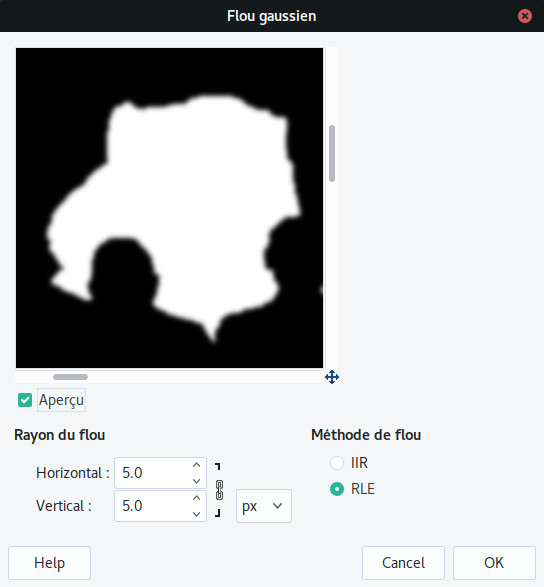 Flou gaussien
Aperçu
Rayon du flou
Méthode de flou
Horizontal : 5.0
IIR
Vertical : 5.0 px
RLE
Help
Cancel
OK